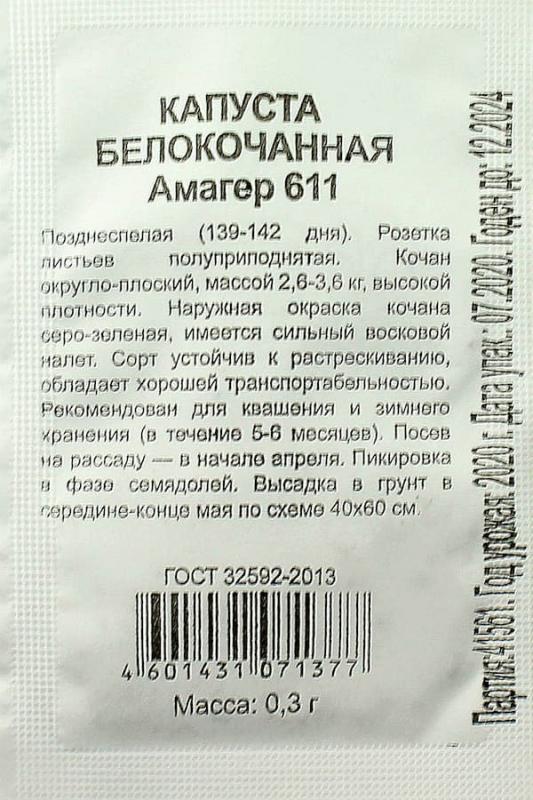 КАПУСТА
БЕЛОКОЧАННАЯ
Амагер 611
Позднеспелая (139-142 дня). Розетка
листьев полуприподнятая. Кочан
округло-плоский, массой 2,6-3,6 кг, высокой
плотности. Наружная окраска кочана
серо-зеленая, имеется сильный восковой
налет. Сорт устойчив к растрескиванию,
обладает хорошей транспортабельностью.
Рекомендован для квашения и зимнего
хранения (в течение 5-6 месяцев). Посев
на рассаду — в начале апреля. Пикировка
в фазе семядолей. Высадка в грунт в
середине-конце мая по схеме 40х60 см.
ГОСТ 32592-2013
4 601431 071377
Масса: 0,3 г
Партия:41561. Год урожая: 2020 г. Дата упак.: 07.2020. Годен до: 12.2024